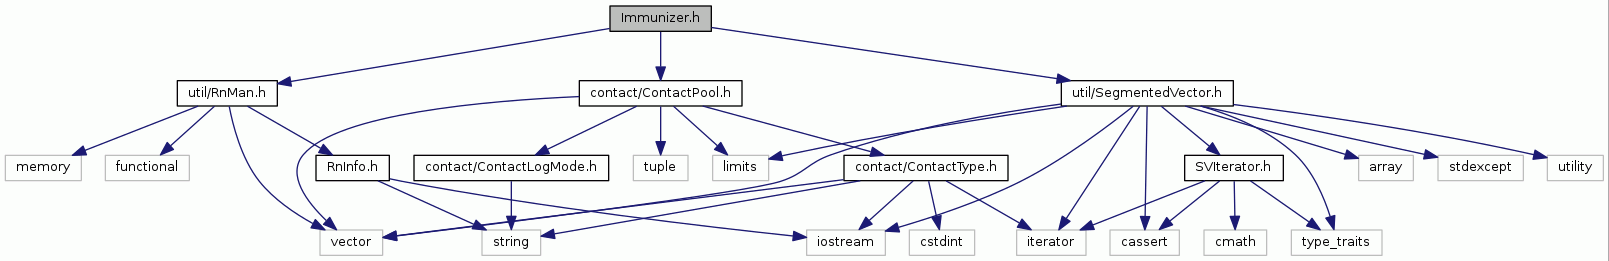 Immunizer.h
util/RnMan.h
contact/ContactPool.h
util/SegmentedVector.h
memory
functional
RnInfo.h
contact/ContactLogMode.h
tuple
limits
contact/ContactType.h
SVIterator.h
array
stdexcept
utility
vector
string
iostream
cstdint
iterator
cassert
cmath
type_traits